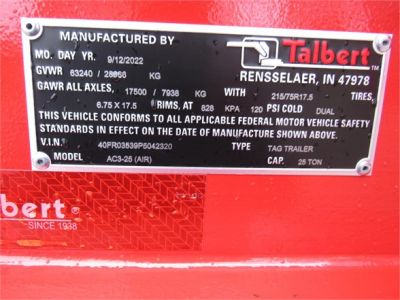 MANUFACTURED BY
Talbert TM
MO. DAY YR. 9/12/2022
RENSSELAER, IN 47978
GVWR 63240 / 28686 KG
GAWR ALL AXLES, 17500 / 7938 KG WITH 215/75R17.5 TIRES,
6.75 X 17.5 RIMS, AT 828 KPA 120 PSI COLD DUAL
THIS VEHICLE CONFORMS TO ALL APPLICABLE FEDERAL MOTOR VEHICLE SAFETY
STANDARDS IN EFFECT ON THE DATE OF MANUFACTURE SHOWN ABOVE.
V.I.N. 40FR03539P5042320 TYPE TAG TRAILER
MODEL AC3-25 (AIR) CAP. 25 TON
lbert®
SINCE 1938